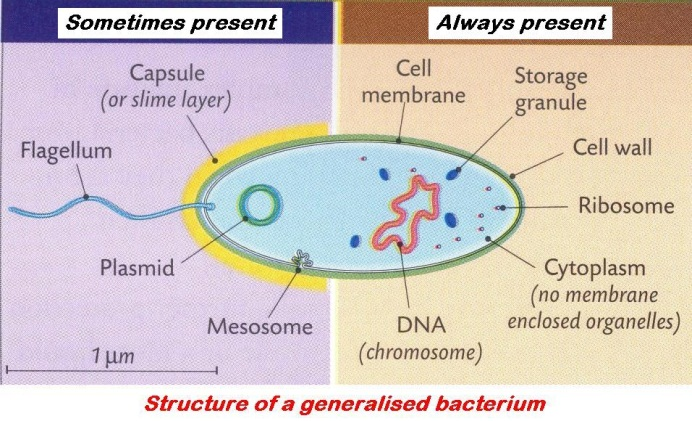 Sometimes present
Always present
Capsule
(or slime layer)
Flagellum
Plasmid
Mesosome
1 μm
Cell
membrane
Storage
granule
Cell wall
Ribosome
Cytoplasm
(no membrane
enclosed organelles)
DNA
(chromosome)
Structure of a generalised bacterium